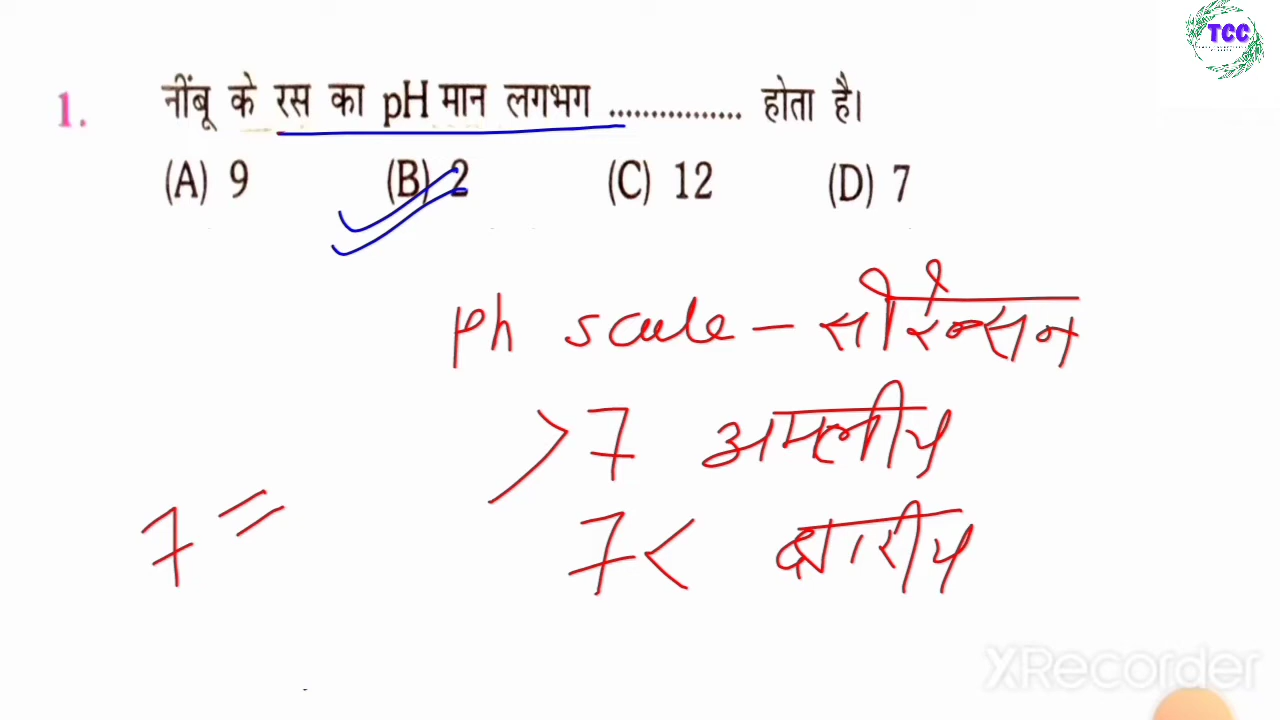 TCC
1. नींबू के रस का pH मान लगभग ................ होता है।
(A) 9 (B) 2 (C) 12 (D) 7
ph scale – सोरेन्सन
> 7 अम्लीय
7 =
7 < क्षारीय
XRecorder